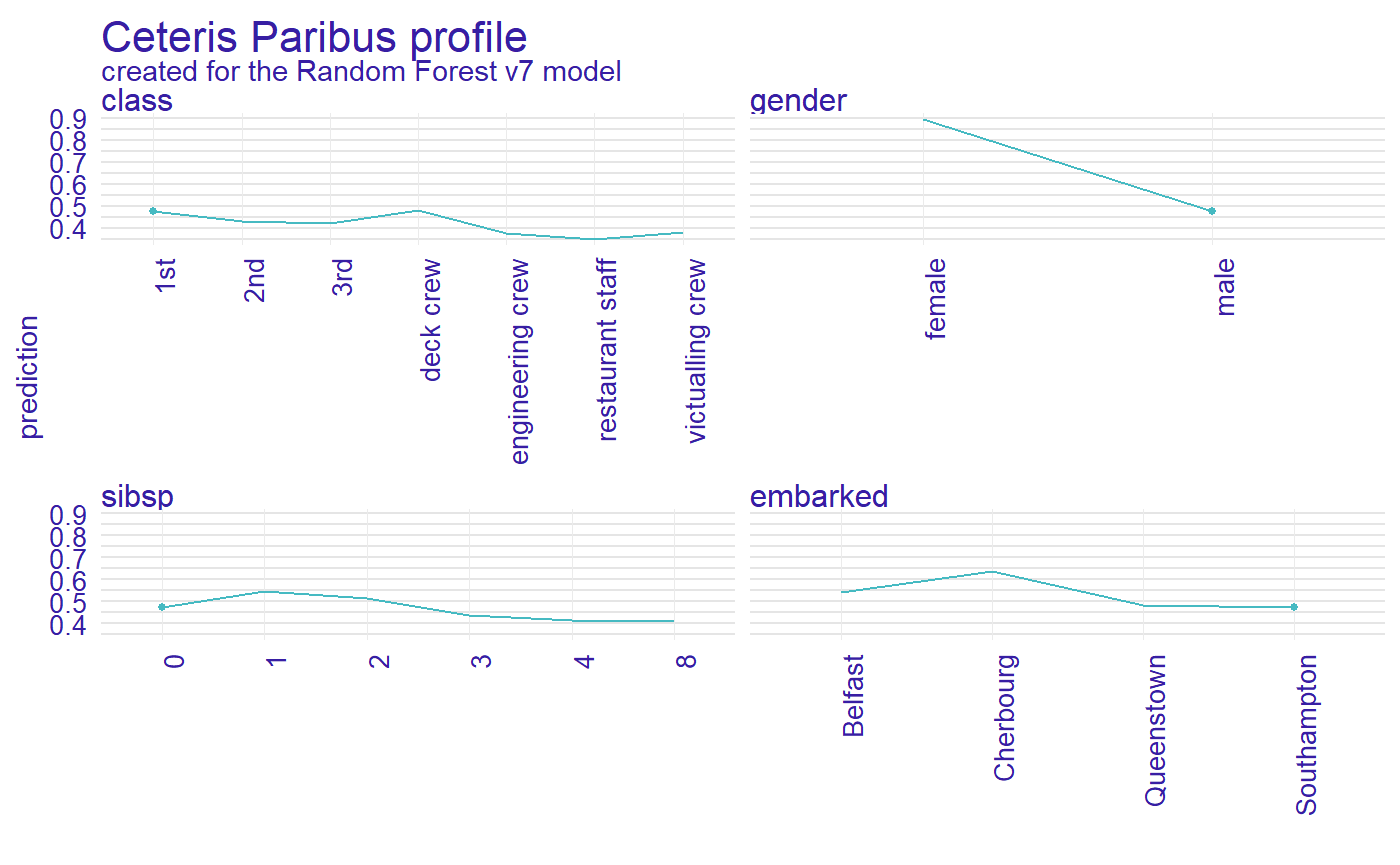 Ceteris Paribus profile
created for the Random Forest v7 model
class
gender
0.9
0.8
0.7
0.6
0.5
0.4
1st
2nd
3rd
deck crew
engineering crew
restaurant staff
victualling crew
female
male
prediction
sibsp
embarked
0.9
0.8
0.7
0.6
0.5
0.4
0
1
2
3
4
8
Belfast
Cherbourg
Queenstown
Southampton